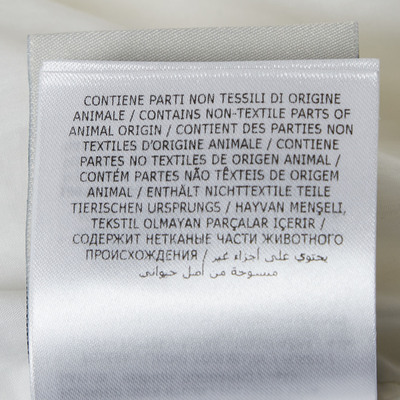 CONTIENE PARTI NON TESSILI DI ORIGINE
ANIMALE / CONTAINS NON-TEXTILE PARTS OF
ANIMAL ORIGIN / CONTIENT DES PARTIES NON
TEXTILES D'ORIGINE ANIMALE / CONTIENE
PARTES NO TEXTILES DE ORIGEN ANIMAL /
CONTÉM PARTES NÃO TÊXTEIS DE ORIGEM
ANIMAL / ENTHÄLT NICHTTEXTILE TEILE
TIERISCHEN URSPRUNGS / HAYVAN MENŞELİ,
TEKSTIL OLMAYAN PARÇALAR IÇERIR /
СОДЕРЖИТ НЕТКАНЫЕ ЧАСТИ ЖИВОТНОГО
ПРОИСХОЖДЕНИЯ / يحتوي على أجزاء غير /
منسوجة من أصل حيواني